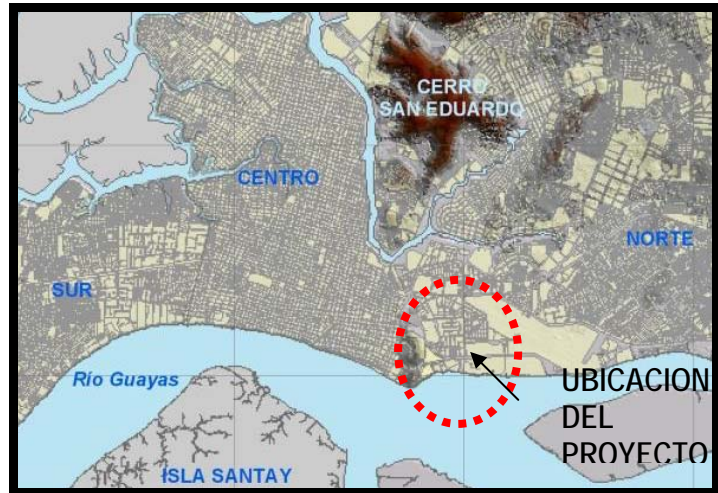 CERRO
SAN EDUARDO
CENTRO
NORTE
SUR
Río Guayas
UBICACION
DEL
PROYECTO
ISLA SANTAY